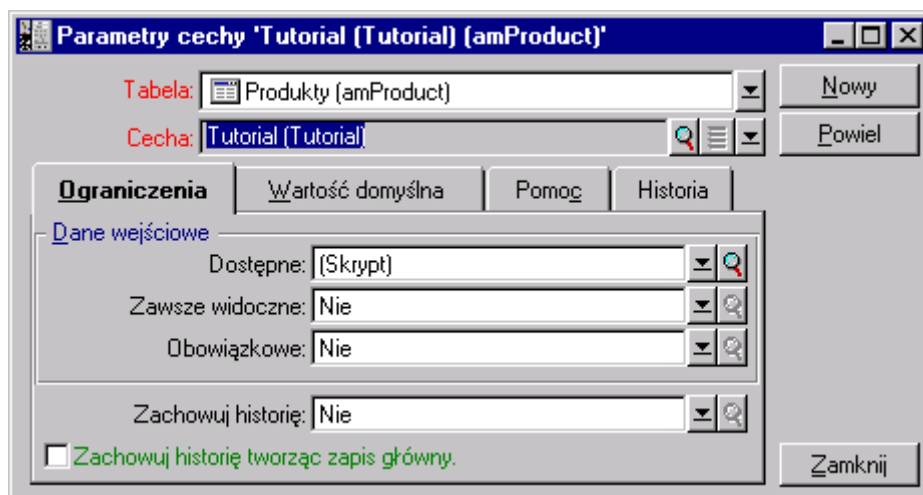 Parametry cechy 'Tutorial (Tutorial) (amProduct)'
Tabela: Produkty (amProduct) Nowy
Cecha: Tutorial (Tutorial) Powiel
Ograniczenia Wartość domyślna Pomoc Historia
Dane wejściowe
Dostępne: (Skrypt)
Zawsze widoczne: Nie
Obowiązkowe: Nie
Zachowuj historię: Nie
Zachowuj historię tworząc zapis główny.
Zamknij